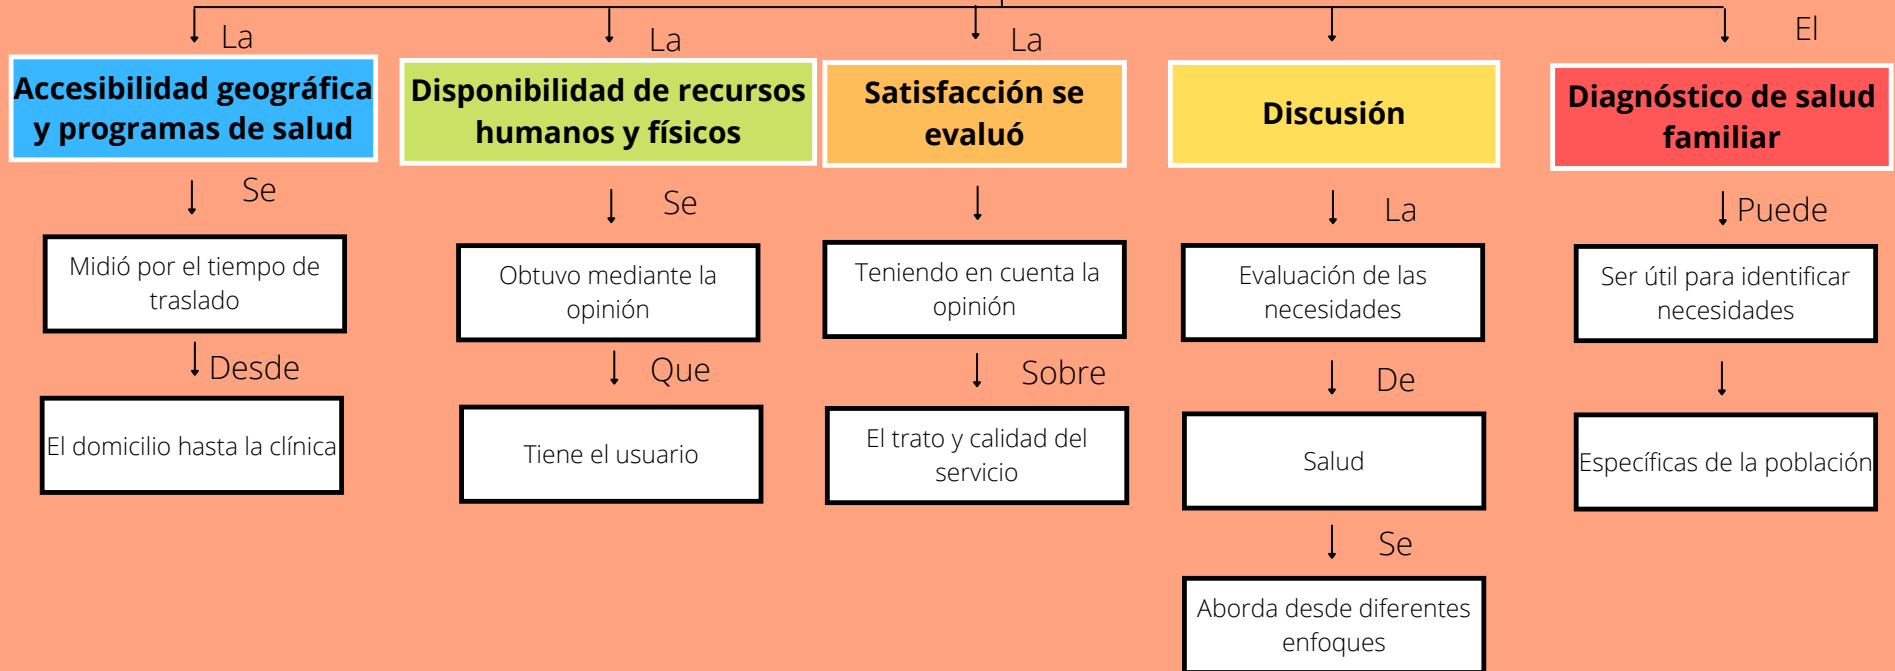 La
Accesibilidad geográfica
y programas de salud
Se
Midió por el tiempo de
traslado
Desde
El domicilio hasta la clínica
La
Disponibilidad de recursos
humanos y físicos
Se
Obtuvo mediante la
opinión
Que
Tiene el usuario
La
Satisfacción se
evaluó
Teniendo en cuenta la
opinión
Sobre
El trato y calidad del
servicio
Discusión
La
Evaluación de las
necesidades
De
Salud
Se
Aborda desde diferentes
enfoques
El
Diagnóstico de salud
familiar
Puede
Ser útil para identificar
necesidades
Específicas de la población